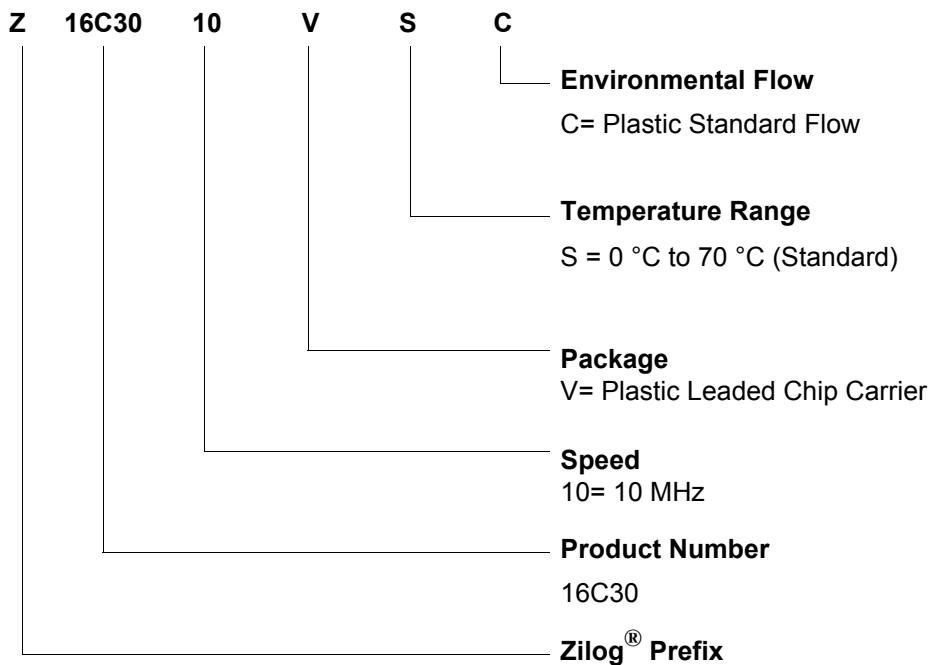 Z 16C30 10 V S C
Environmental Flow
C= Plastic Standard Flow
Temperature Range
S = 0 °C to 70 °C (Standard)
Package
V= Plastic Leaded Chip Carrier
Speed
10= 10 MHz
Product Number
16C30
Zilog® Prefix